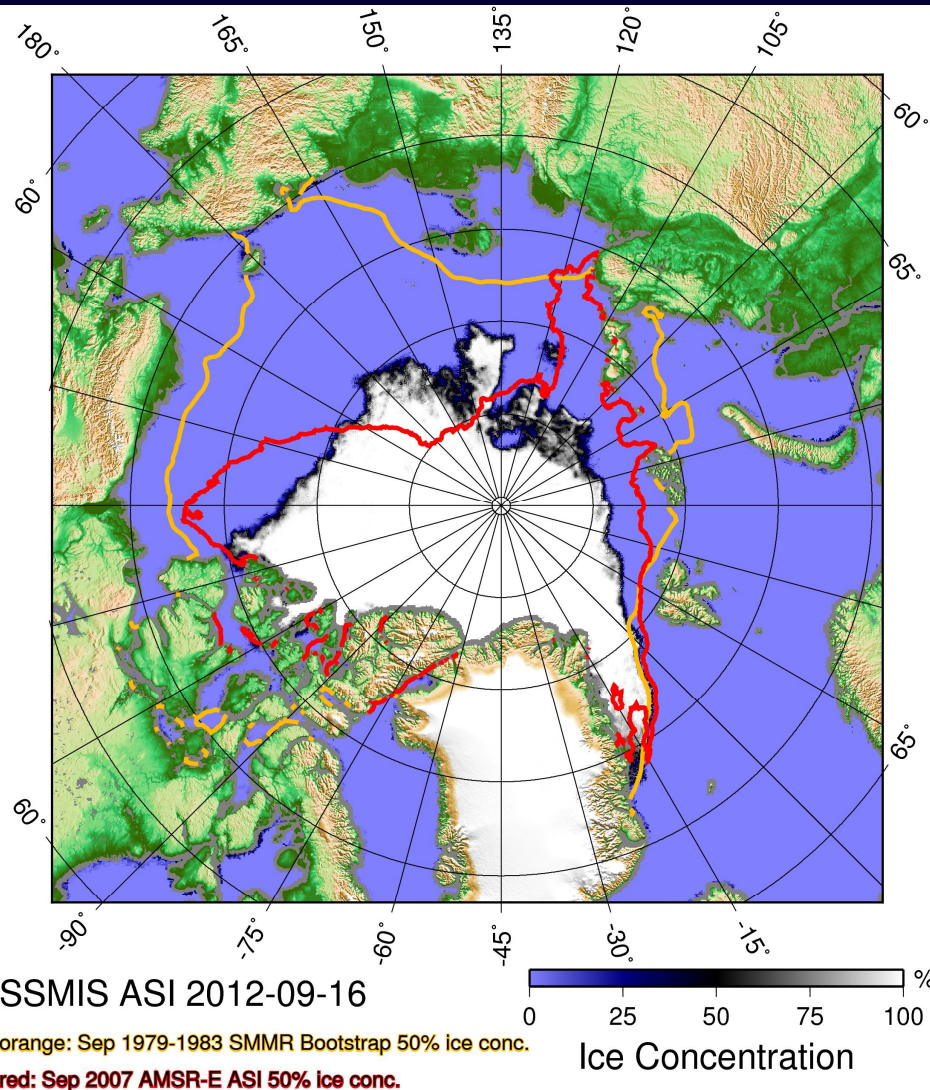 180° 165° 150° 135° 120° 105°
60°
60°
65°
65°
60°
-90° -75° -60° -45° -30° -15°
SSMIS ASI 2012-09-16
orange: Sep 1979-1983 SMMR Bootstrap 50% ice conc.
red: Sep 2007 AMSR-E ASI 50% ice conc.
%
0 25 50 75 100
Ice Concentration